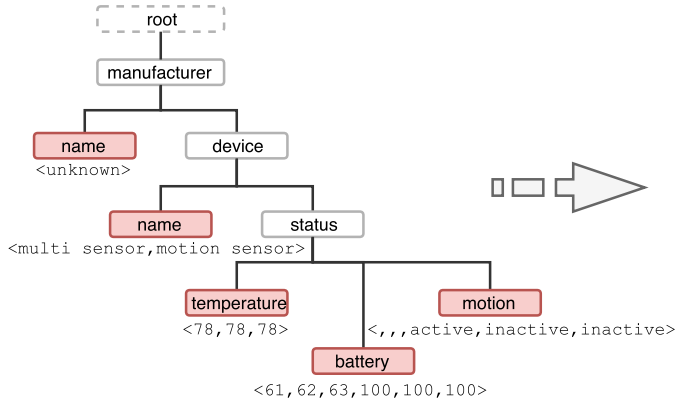 root
manufacturer
name
device
<unknown>
name
status
<multi sensor,motion sensor>
temperature
motion
<78,78,78>
<,,,active,inactive,inactive>
battery
<61,62,63,100,100,100>